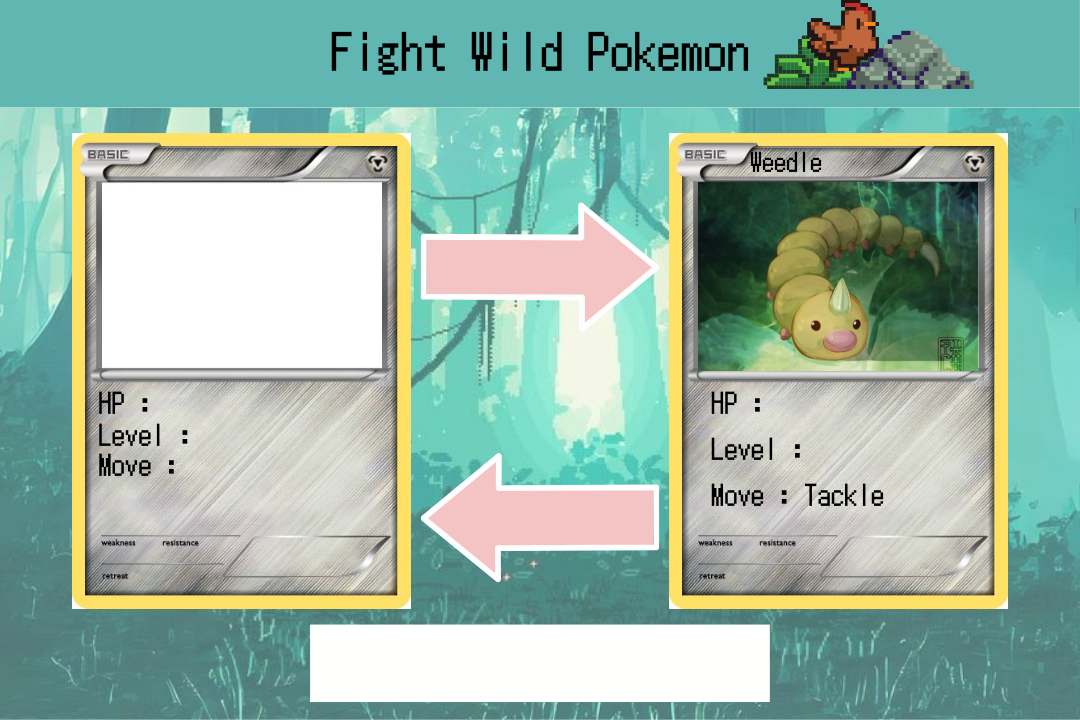 Fight Wild Pokemon
BASIC
HP :
Level :
Move :
weakness resistance
retreat
BASIC Weedle
HP :
Level :
Move : Tackle
weakness resistance
retreat